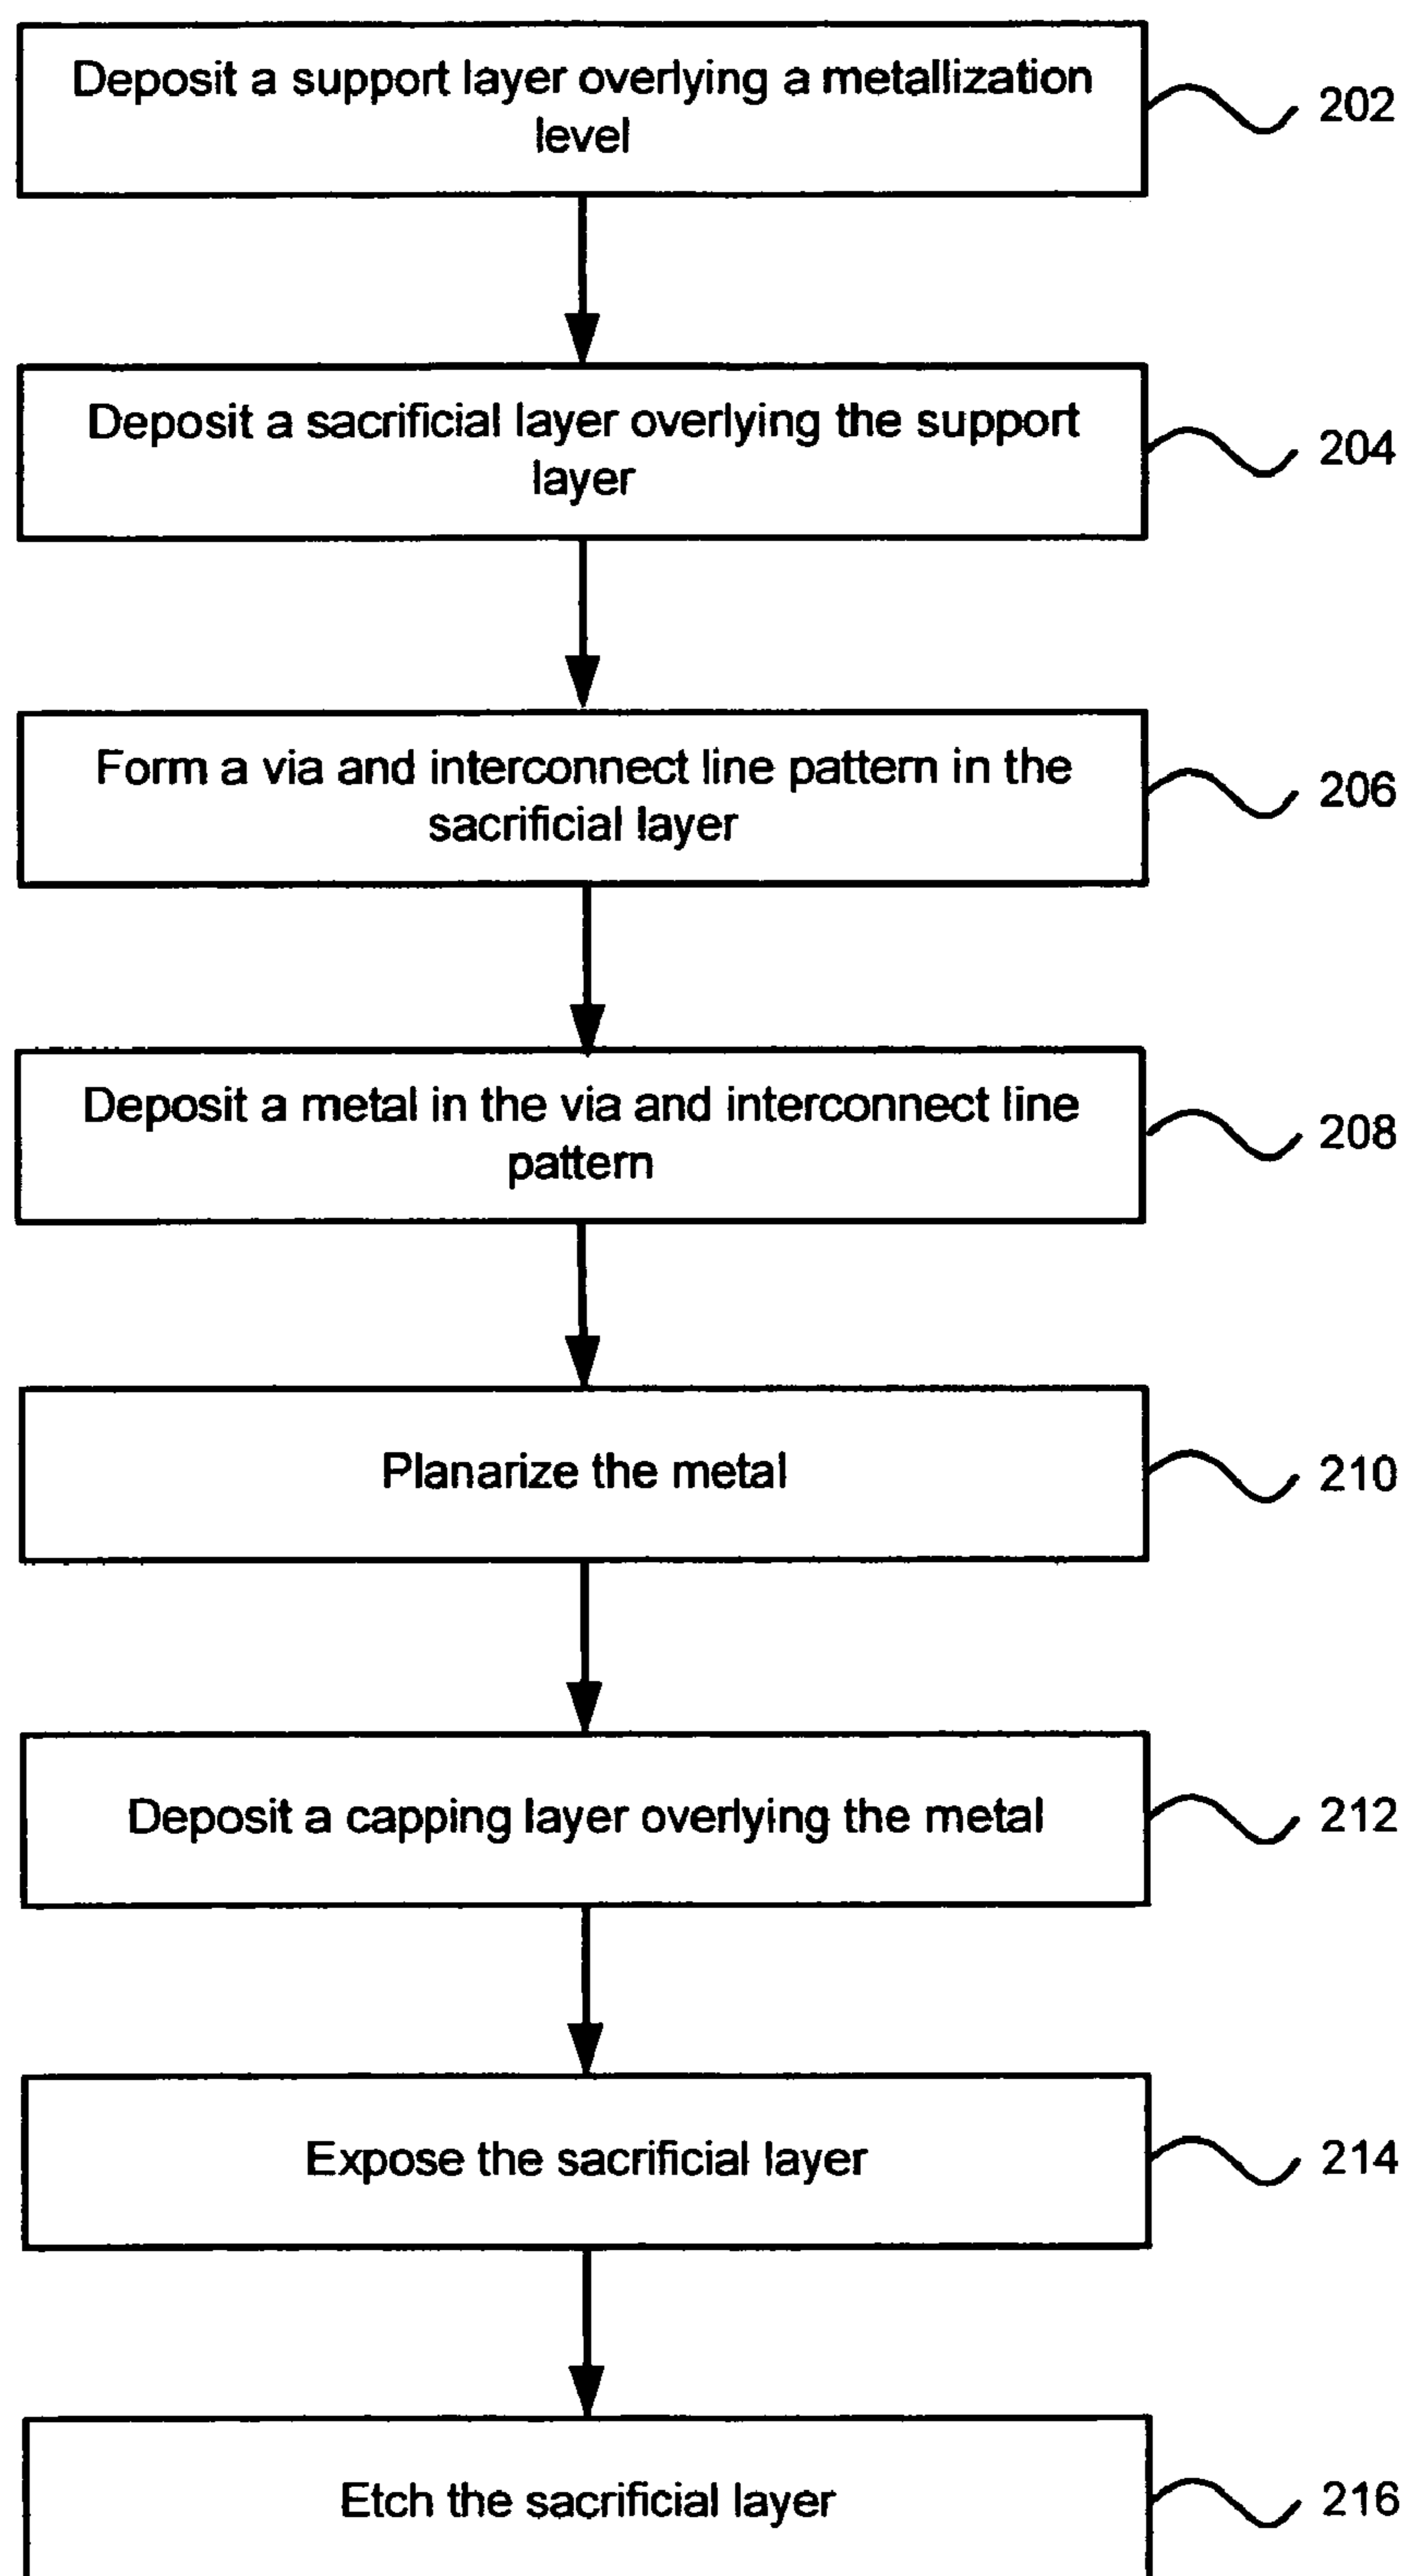 Deposit a support layer overlying a metallization
level
202
Deposit a sacrificial layer overlying the support
layer
204
Form a via and interconnect line pattern in the
sacrificial layer
206
Deposit a metal in the via and interconnect line
pattern
208
Planarize the metal
210
Deposit a capping layer overlying the metal
212
Expose the sacrificial layer
214
Etch the sacrificial layer
216